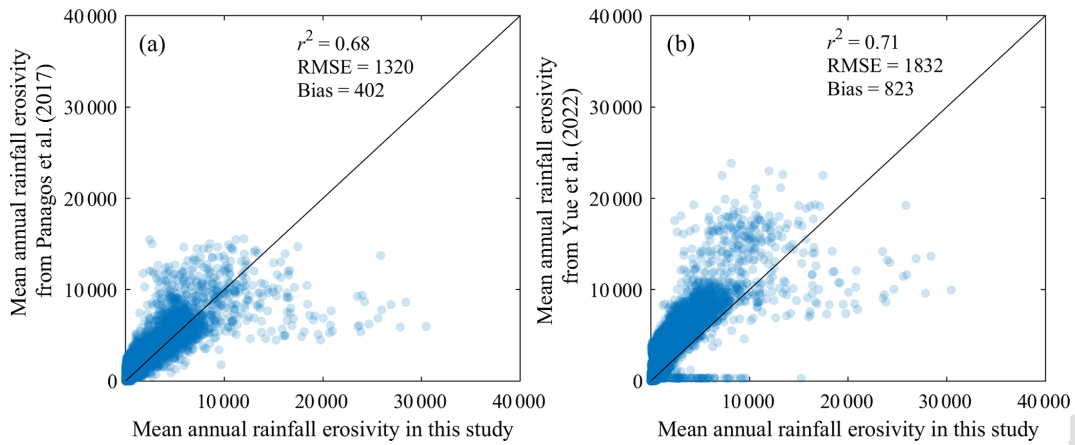 (a)
r² = 0.68
RMSE = 1320
Bias = 402
40 000
30 000
20 000
10 000
0
10 000 20 000 30 000 40 000
Mean annual rainfall erosivity
from Panagos et al. (2017)
Mean annual rainfall erosivity in this study
(b)
r² = 0.71
RMSE = 1832
Bias = 823
40 000
30 000
20 000
10 000
0
10 000 20 000 30 000 40 000
Mean annual rainfall erosivity
from Yue et al. (2022)
Mean annual rainfall erosivity in this study